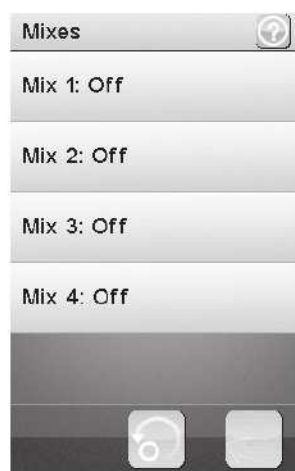 Mixes
?
Mix 1: Off
Mix 2: Off
Mix 3: Off
Mix 4: Off